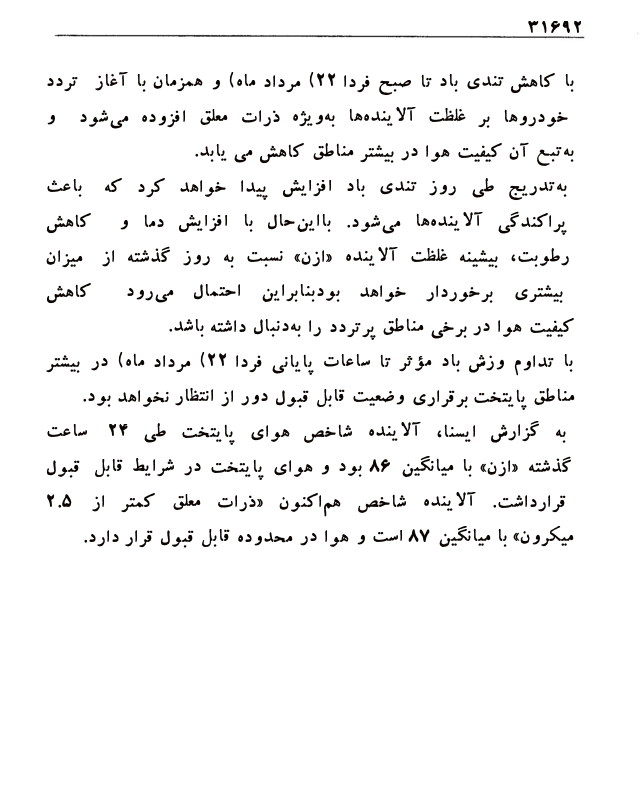 ۳۱۶۹۲
با کاهش تندی باد تا صبح فردا ۲۲) مرداد ماه) و همزمان با آغاز تردد
خودروها بر غلظت آلاینده‌ها به‌ویژه ذرات معلق افزوده می‌شود و
به‌تبع آن کیفیت هوا در بیشتر مناطق کاهش می یابد.
به‌تدریج طی روز تندی باد افزایش پیدا خواهد کرد که باعث
پراکندگی آلاینده‌ها می‌شود. بااین‌حال با افزایش دما و کاهش
رطوبت، بیشینه غلظت آلاینده «ازن» نسبت به روز گذشته از میزان
بیشتری برخوردار خواهد بودبنابراین احتمال می‌رود کاهش
کیفیت هوا در برخی مناطق پرتردد را به‌دنبال داشته باشد.
با تداوم وزش باد مؤثر تا ساعات پایانی فردا ۲۲) مرداد ماه) در بیشتر
مناطق پایتخت برقراری وضعیت قابل قبول دور از انتظار نخواهد بود.
به گزارش ایسنا، آلاینده شاخص هوای پایتخت طی ۲۴ ساعت
گذشته «ازن» با میانگین ۸۶ بود و هوای پایتخت در شرایط قابل قبول
قرارداشت. آلاینده شاخص هم‌اکنون «ذرات معلق کمتر از ۲.۵
میکرون» با میانگین ۸۷ است و هوا در محدوده قابل قبول قرار دارد.